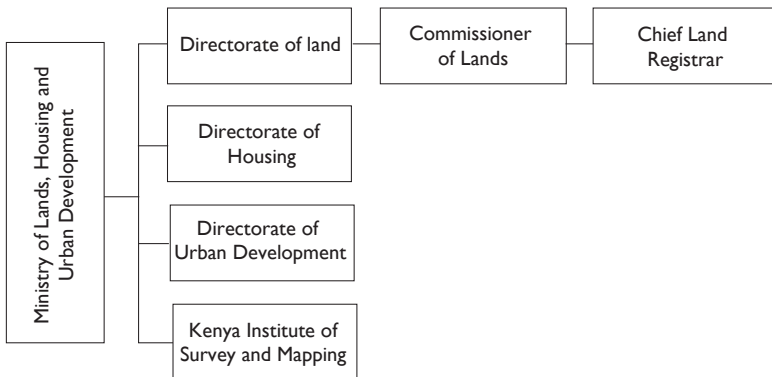 Ministry of Lands, Housing and
Urban Development
Directorate of land
Commissioner
of Lands
Chief Land
Registrar
Directorate of
Housing
Directorate of
Urban Development
Kenya Institute of
Survey and Mapping